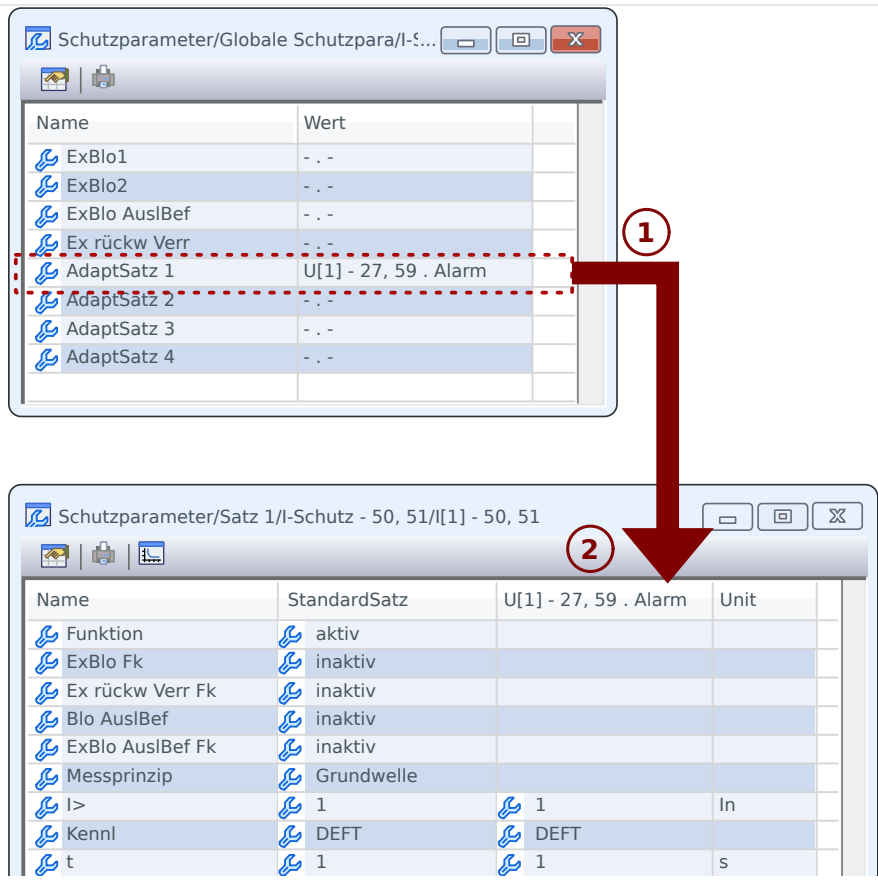 Schutzparameter/Globale Schutzpara/I-S...
Name Wert
ExBlo1 - . -
ExBlo2 - . -
ExBlo AuslBef - . -
Ex rückw Verr - . -
AdaptSatz 1 U[1] - 27, 59 . Alarm
AdaptSatz 2 - . -
AdaptSatz 3 - . -
AdaptSatz 4 - . -
1
Schutzparameter/Satz 1/I-Schutz - 50, 51/I[1] - 50, 51
2
Name StandardSatz U[1] - 27, 59 . Alarm Unit
Funktion aktiv
ExBlo Fk inaktiv
Ex rückw Verr Fk inaktiv
Blo AuslBef inaktiv
ExBlo AuslBef Fk inaktiv
Messprinzip Grundwelle
I> 1 1 In
Kennl DEFT DEFT
t 1 1 s